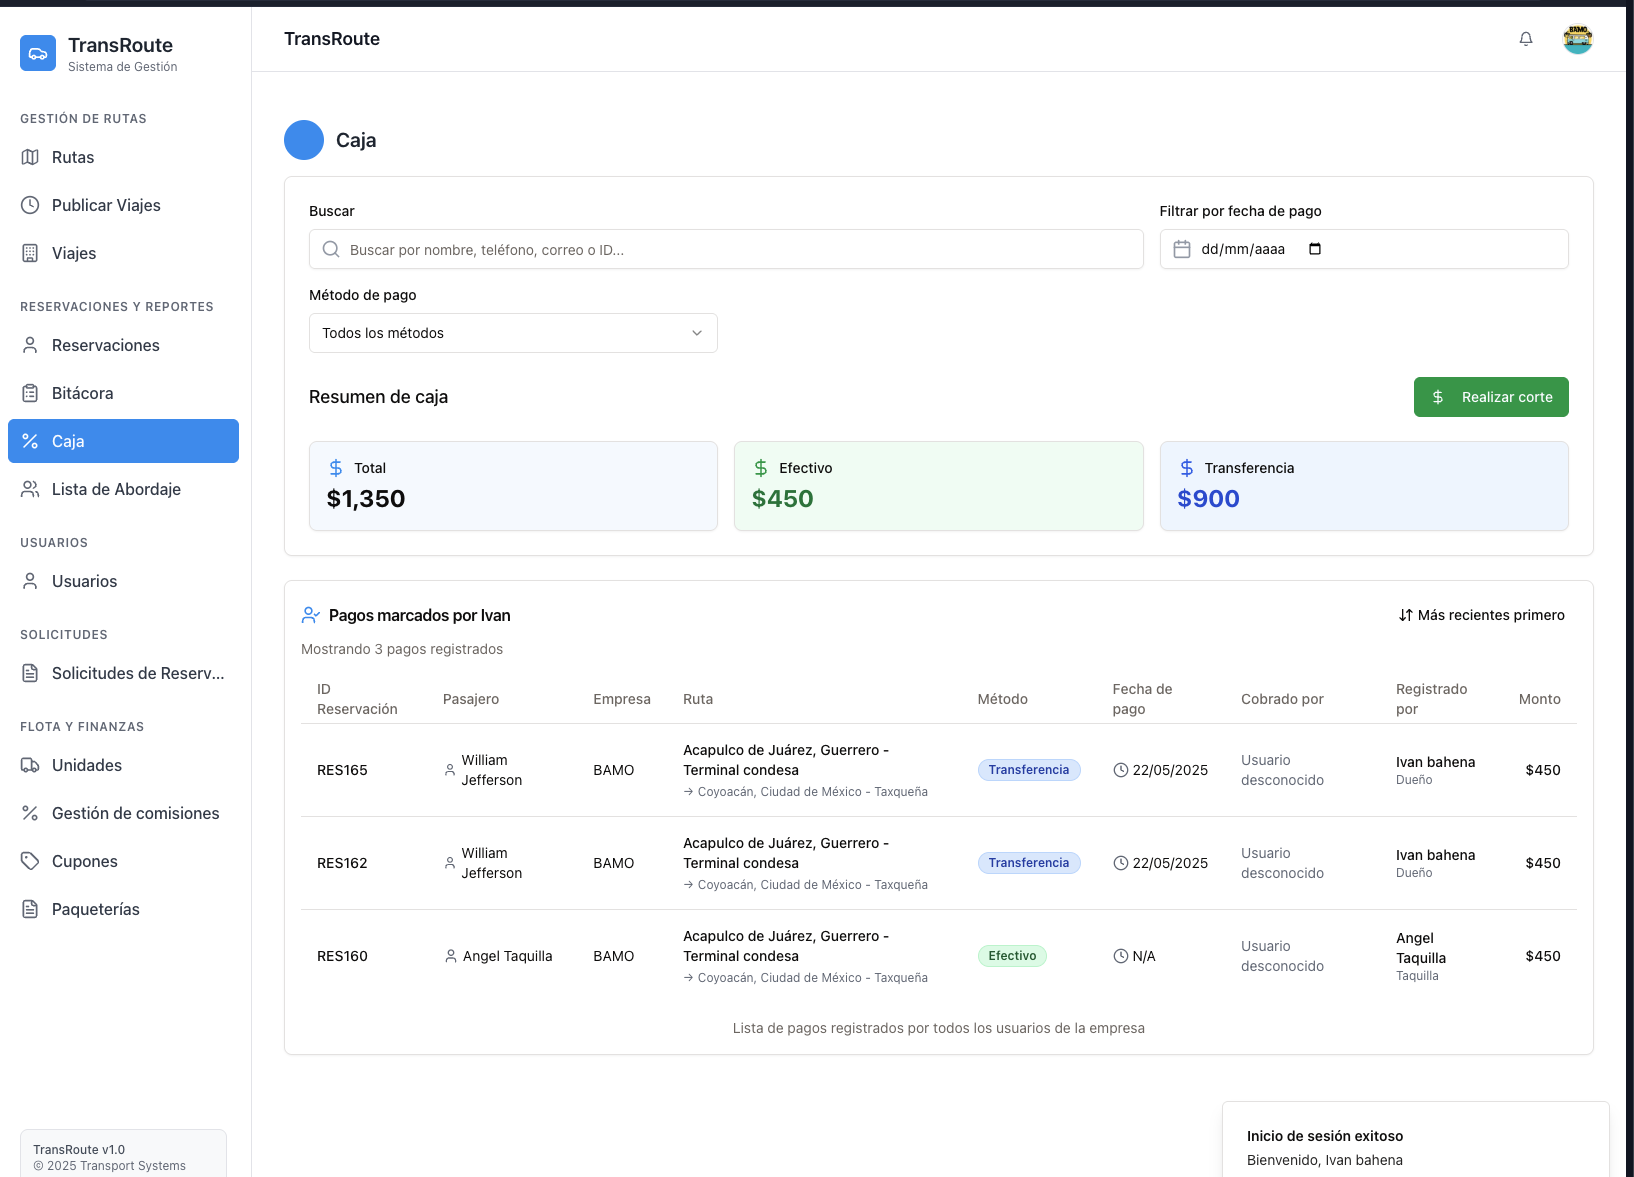 TransRoute
Sistema de Gestión
GESTIÓN DE RUTAS
Rutas
Publicar Viajes
Viajes
RESERVACIONES Y REPORTES
Reservaciones
Bitácora
Caja
Lista de Abordaje
USUARIOS
Usuarios
SOLICITUDES
Solicitudes de Reserv...
FLOTA Y FINANZAS
Unidades
Gestión de comisiones
Cupones
Paqueterías
TransRoute v1.0
© 2025 Transport Systems
TransRoute
BAMO
Caja
Buscar
Buscar por nombre, teléfono, correo o ID...
Filtrar por fecha de pago
dd/mm/aaaa
Método de pago
Todos los métodos
Resumen de caja
Realizar corte
Total
$1,350
Efectivo
$450
Transferencia
$900
Pagos marcados por Ivan
Más recientes primero
Mostrando 3 pagos registrados
ID Reservación Pasajero Empresa Ruta Método Fecha de pago Cobrado por Registrado por Monto
RES165
William Jefferson
BAMO
Acapulco de Juárez, Guerrero -
Terminal condesa
→ Coyoacán, Ciudad de México - Taxqueña
Transferencia
22/05/2025
Usuario desconocido
Ivan bahena
Dueño
$450
RES162
William Jefferson
BAMO
Acapulco de Juárez, Guerrero -
Terminal condesa
→ Coyoacán, Ciudad de México - Taxqueña
Transferencia
22/05/2025
Usuario desconocido
Ivan bahena
Dueño
$450
RES160
Angel Taquilla
BAMO
Acapulco de Juárez, Guerrero -
Terminal condesa
→ Coyoacán, Ciudad de México - Taxqueña
Efectivo
N/A
Usuario desconocido
Angel Taquilla
Taquilla
$450
Lista de pagos registrados por todos los usuarios de la empresa
Inicio de sesión exitoso
Bienvenido, Ivan bahena